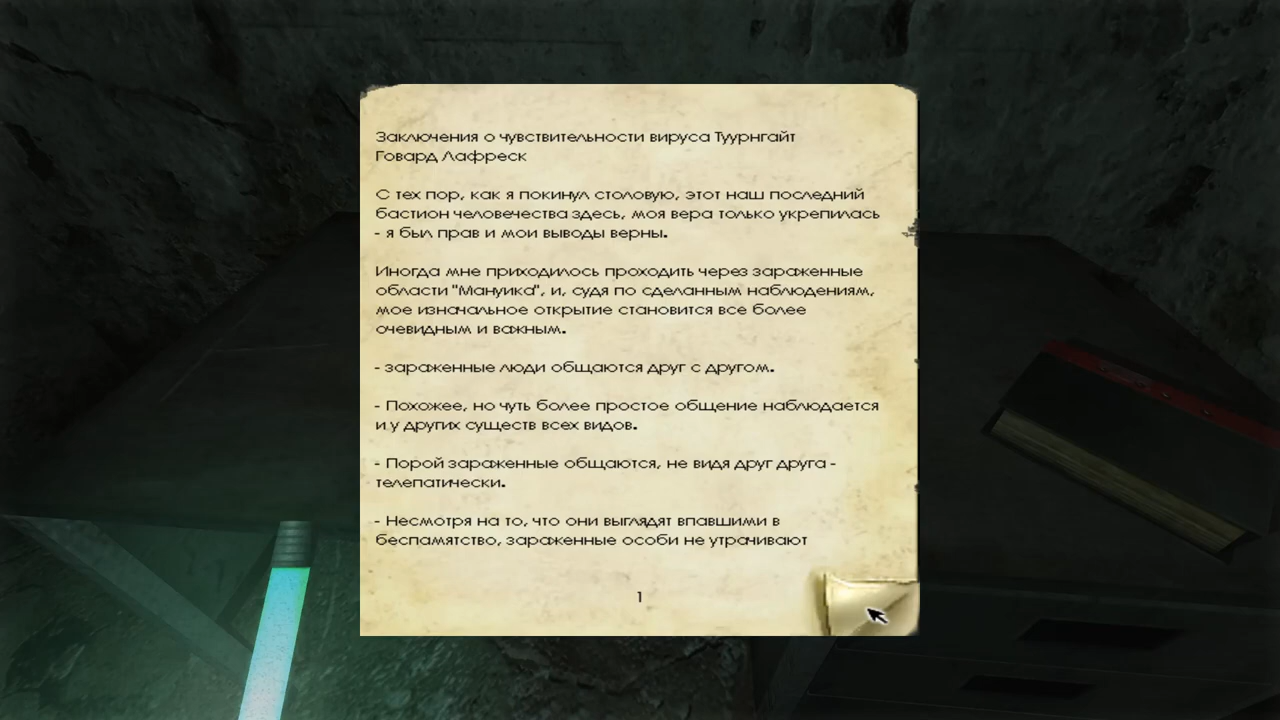 Заключения о чувствительности вируса Туурнгайт
Говард Лафреск
С тех пор, как я покинул столовую, этот наш последний
бастион человечества здесь, моя вера только укрепилась
- я был прав и мои выводы верны.
Иногда мне приходилось проходить через зараженные
области "Мануика", и, судя по сделанным наблюдениям,
мое изначальное открытие становится все более
очевидным и важным.
- зараженные люди общаются друг с другом.
- Похожее, но чуть более простое общение наблюдается
и у других существ всех видов.
- Порой зараженные общаются, не видя друг друга -
телепатически.
- Несмотря на то, что они выглядят впавшими в
беспамятство, зараженные особи не утрачивают
1